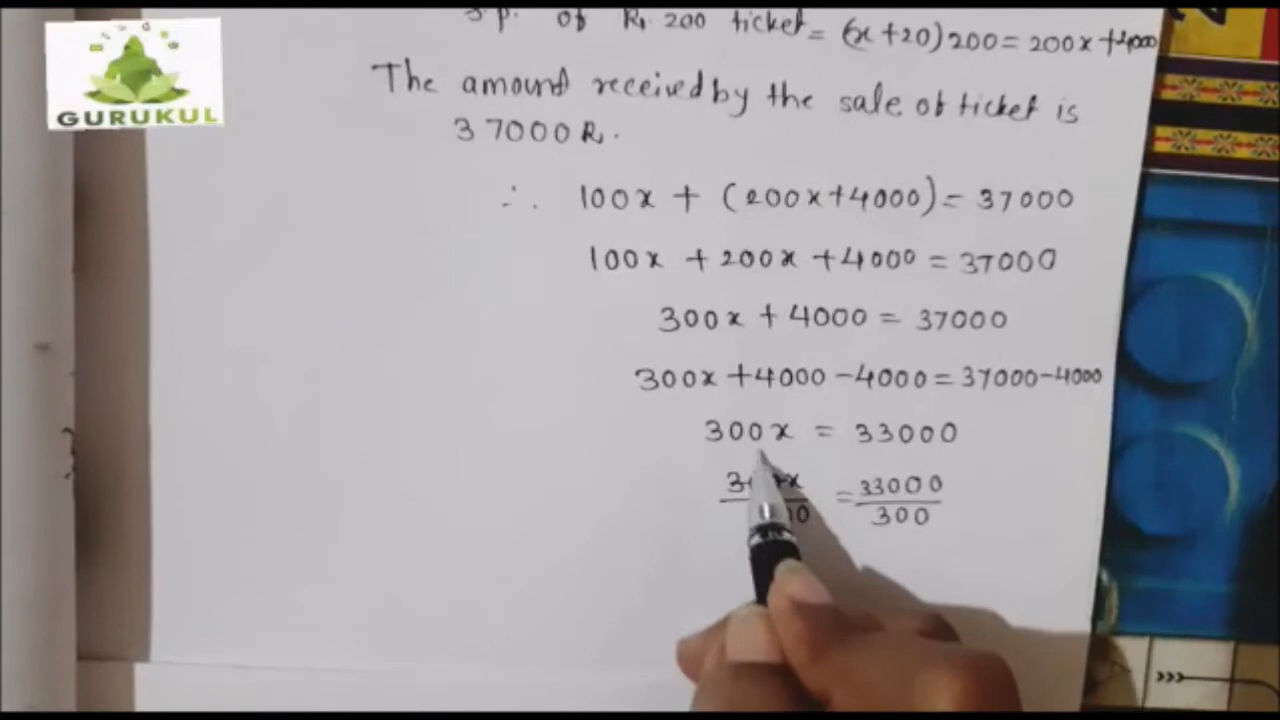 GURUKUL
S.p. of R. 200 ticket = (x+20)200 = 200x+4000
The amount received by the sale of ticket is
37000 R.
∴ 100x + (200x+4000) = 37000
100x + 200x + 4000 = 37000
300x + 4000 = 37000
300x + 4000 - 4000 = 37000 - 4000
300x = 33000
= 33000
300